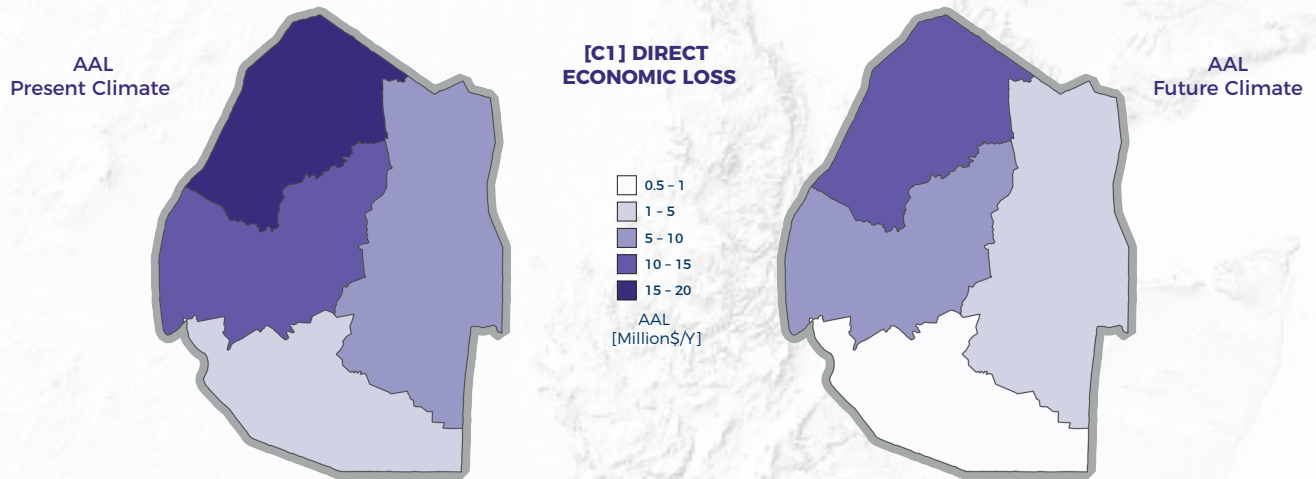 AAL
Present Climate
[C1] DIRECT
ECONOMIC LOSS
AAL
Future Climate
0.5 – 1
1 – 5
5 – 10
10 – 15
15 – 20
AAL
[Million$/Y]